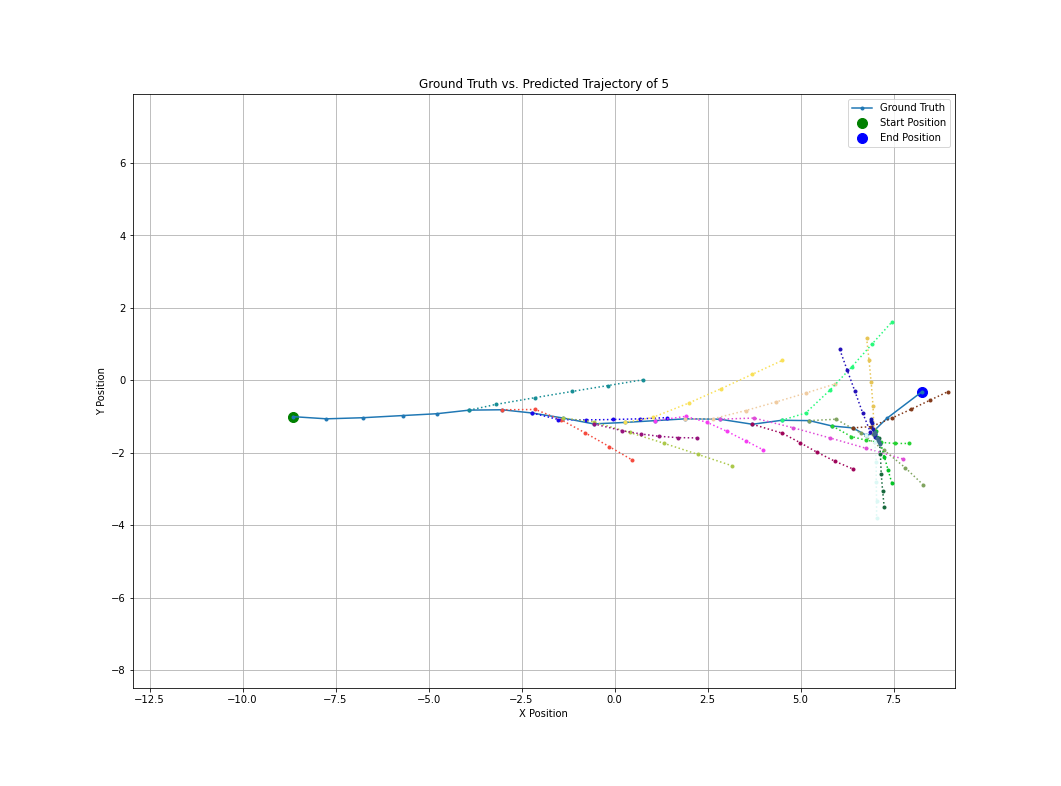 Ground Truth vs. Predicted Trajectory of 5
Ground Truth
Start Position
End Position
6
4
2
0
−2
−4
−6
−8
Y Position
−12.5 −10.0 −7.5 −5.0 −2.5 0.0 2.5 5.0 7.5
X Position